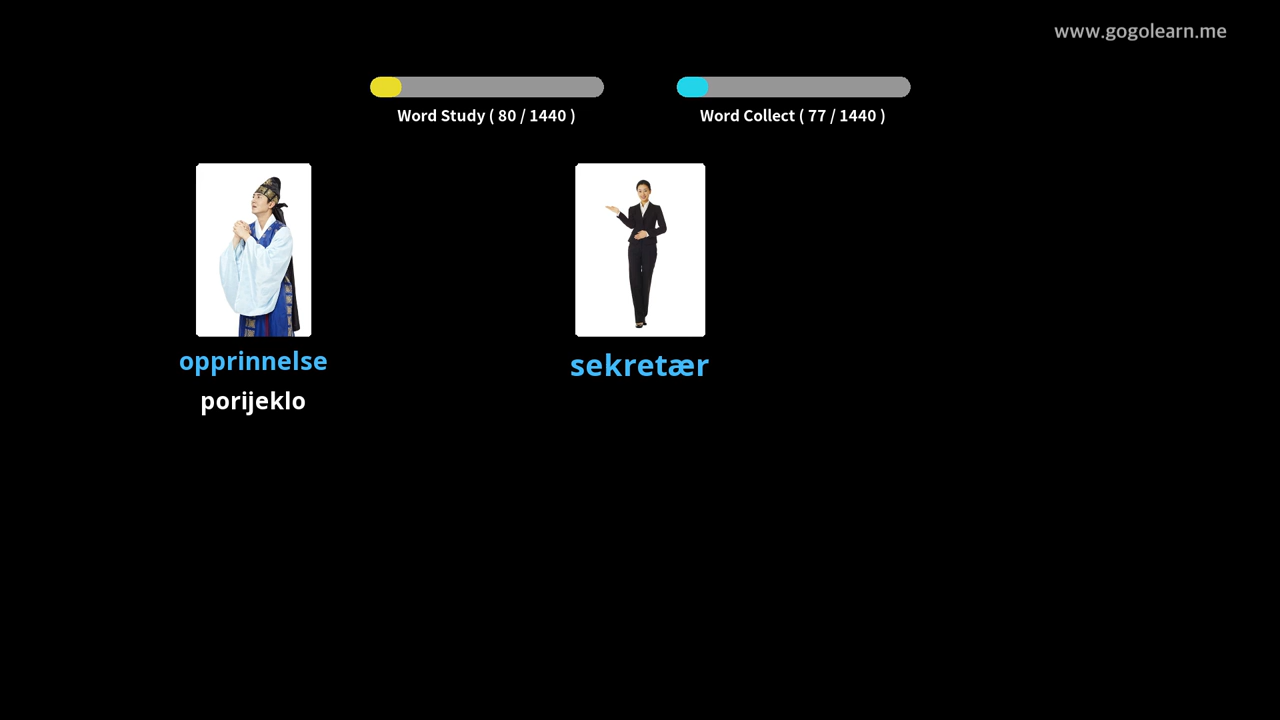 www.gogolearn.me
Word Study ( 80 / 1440 )
Word Collect ( 77 / 1440 )
opprinnelse
porijeklo
sekretær